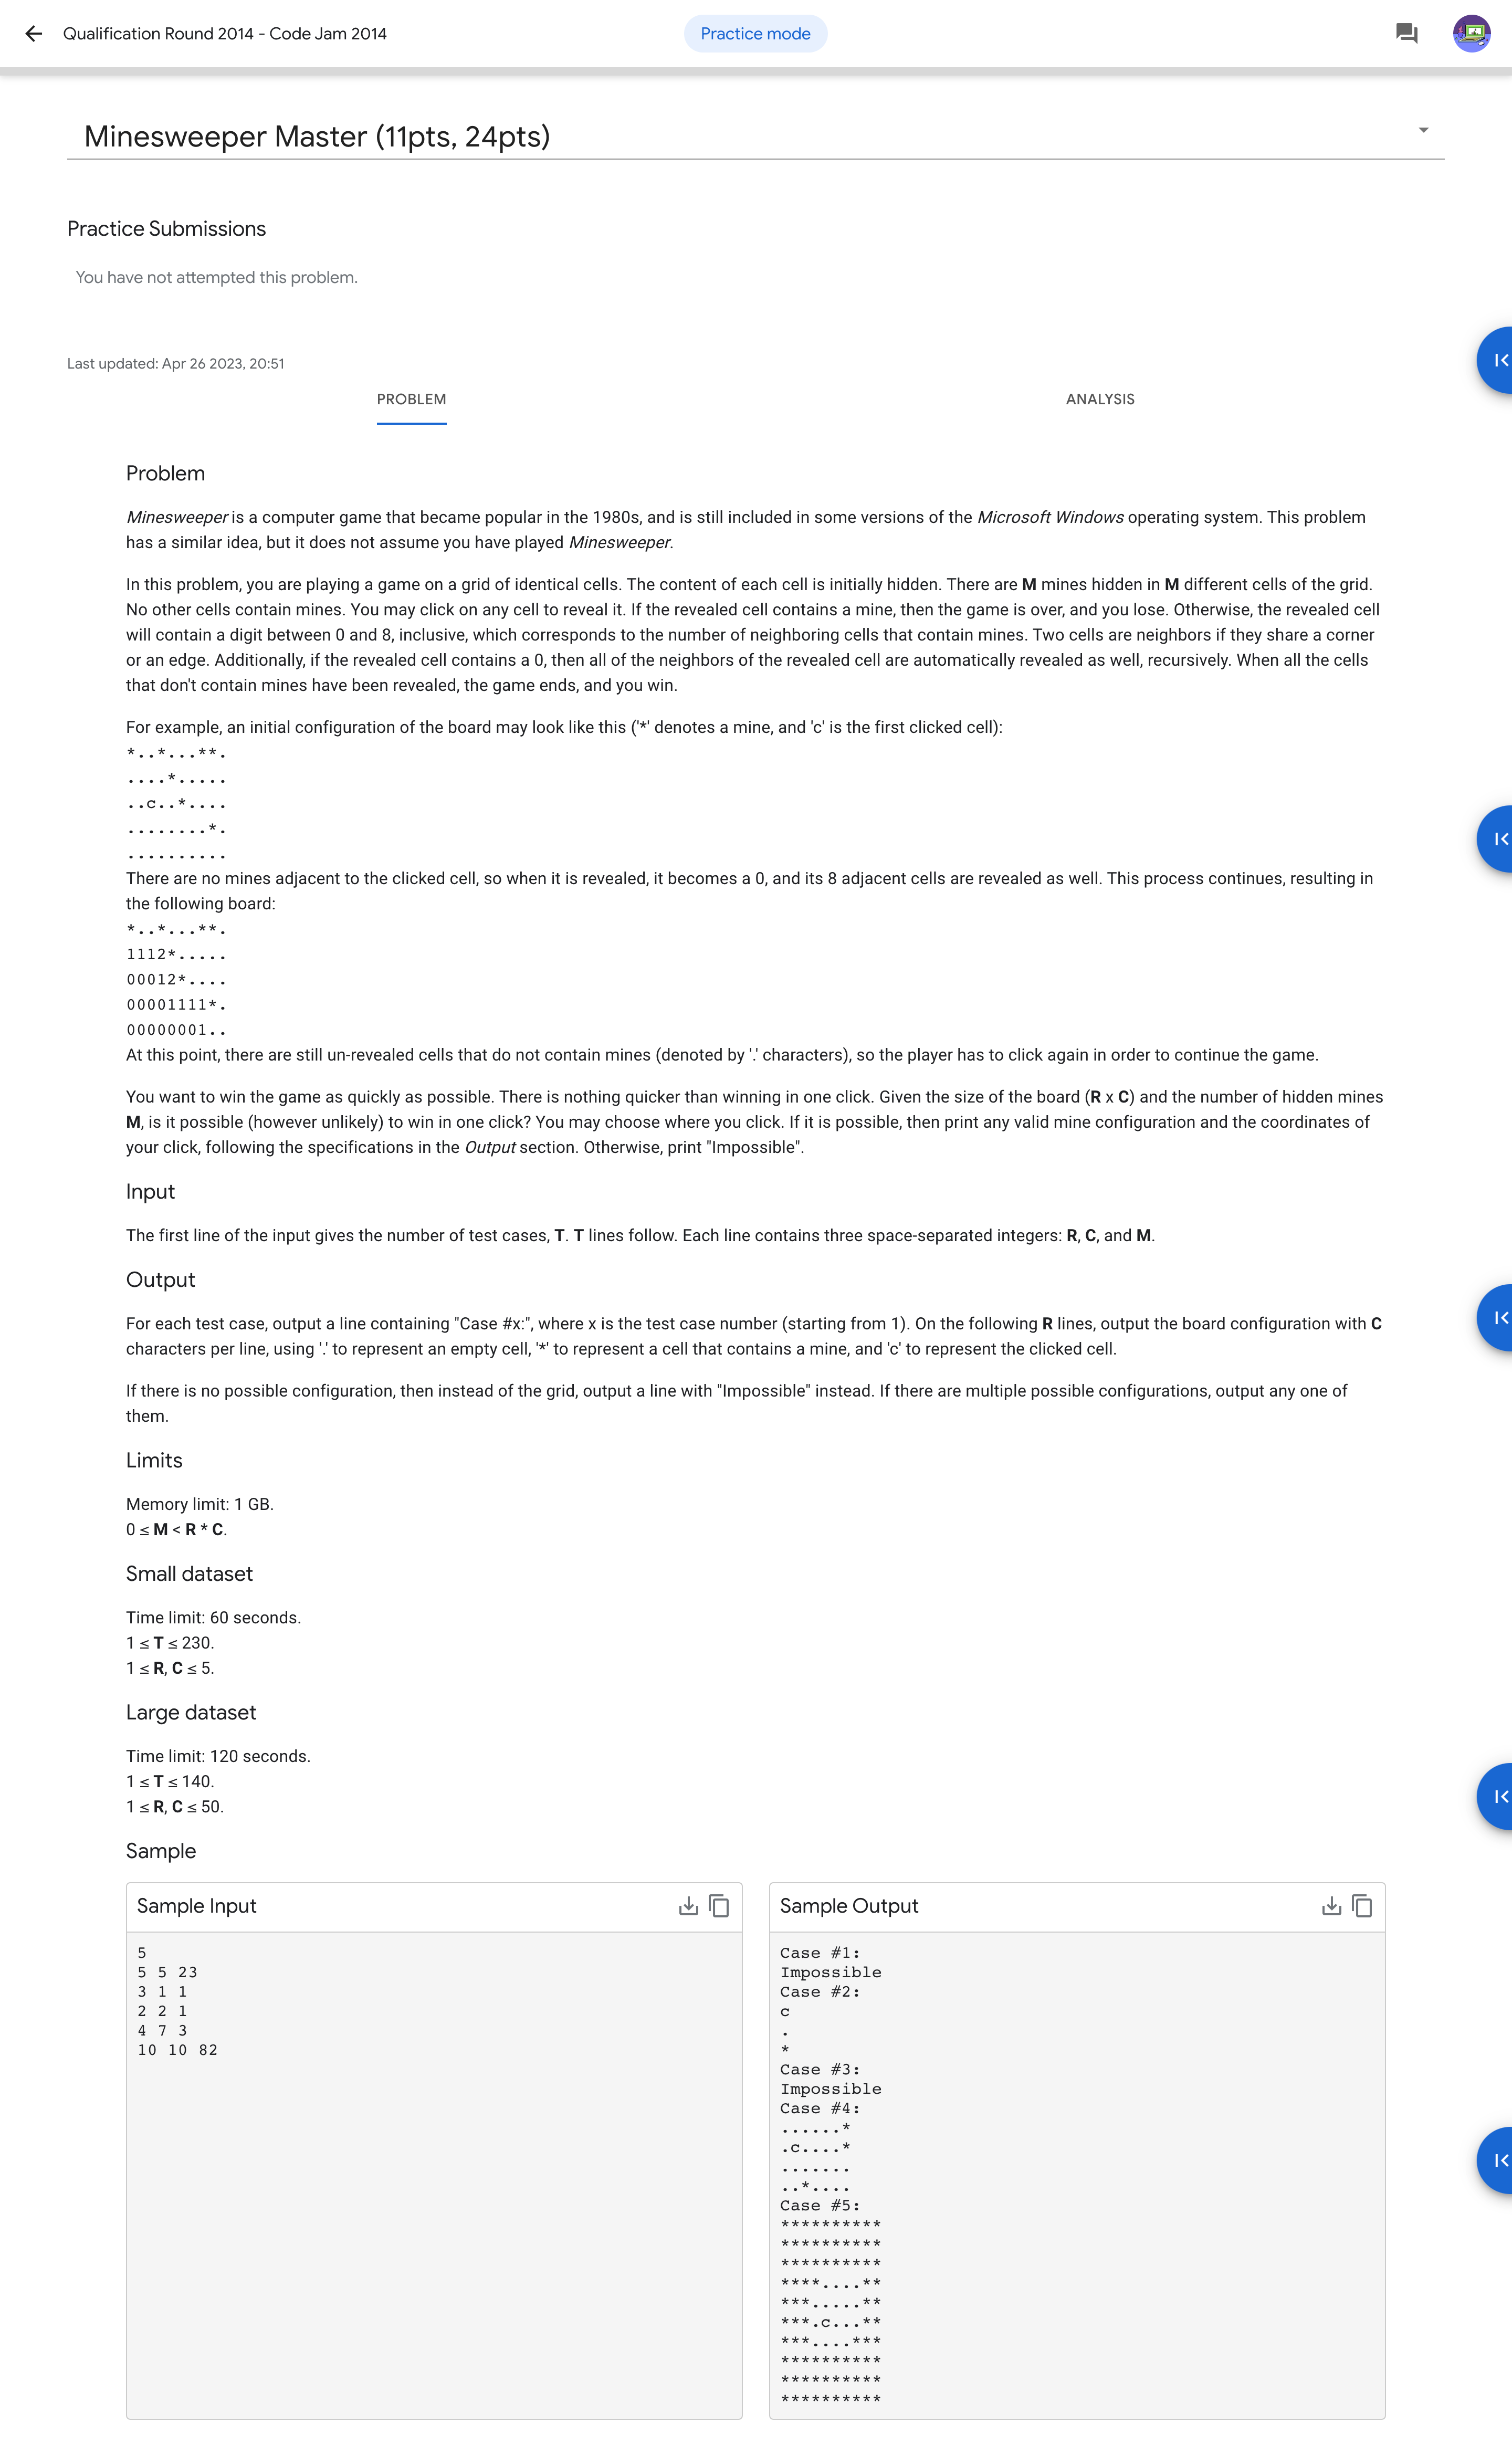 Qualification Round 2014 - Code Jam 2014
Practice mode
Minesweeper Master (11pts, 24pts)
Practice Submissions
You have not attempted this problem.
Last updated: Apr 26 2023, 20:51
PROBLEM
ANALYSIS
Problem
Minesweeper is a computer game that became popular in the 1980s, and is still included in some versions of the Microsoft Windows operating system. This problem
has a similar idea, but it does not assume you have played Minesweeper.
In this problem, you are playing a game on a grid of identical cells. The content of each cell is initially hidden. There are M mines hidden in M different cells of the grid.
No other cells contain mines. You may click on any cell to reveal it. If the revealed cell contains a mine, then the game is over, and you lose. Otherwise, the revealed cell
will contain a digit between 0 and 8, inclusive, which corresponds to the number of neighboring cells that contain mines. Two cells are neighbors if they share a corner
or an edge. Additionally, if the revealed cell contains a 0, then all of the neighbors of the revealed cell are automatically revealed as well, recursively. When all the cells
that don't contain mines have been revealed, the game ends, and you win.
For example, an initial configuration of the board may look like this ('*' denotes a mine, and 'c' is the first clicked cell):
*..*...**.
....*.....
..c..*....
........*.
..........
There are no mines adjacent to the clicked cell, so when it is revealed, it becomes a 0, and its 8 adjacent cells are revealed as well. This process continues, resulting in
the following board:
*..*...**.
1112*.....
00012*....
00001111*.
00000001..
At this point, there are still un-revealed cells that do not contain mines (denoted by '.' characters), so the player has to click again in order to continue the game.
You want to win the game as quickly as possible. There is nothing quicker than winning in one click. Given the size of the board (R x C) and the number of hidden mines
M, is it possible (however unlikely) to win in one click? You may choose where you click. If it is possible, then print any valid mine configuration and the coordinates of
your click, following the specifications in the Output section. Otherwise, print "Impossible".
Input
The first line of the input gives the number of test cases, T. T lines follow. Each line contains three space-separated integers: R, C, and M.
Output
For each test case, output a line containing "Case #x:", where x is the test case number (starting from 1). On the following R lines, output the board configuration with C
characters per line, using '.' to represent an empty cell, '*' to represent a cell that contains a mine, and 'c' to represent the clicked cell.
If there is no possible configuration, then instead of the grid, output a line with "Impossible" instead. If there are multiple possible configurations, output any one of
them.
Limits
Memory limit: 1 GB.
0 ≤ M < R * C.
Small dataset
Time limit: 60 seconds.
1 ≤ T ≤ 230.
1 ≤ R, C ≤ 5.
Large dataset
Time limit: 120 seconds.
1 ≤ T ≤ 140.
1 ≤ R, C ≤ 50.
Sample
Sample Input
5
5 5 23
3 1 1
2 2 1
4 7 3
10 10 82
Sample Output
Case #1:
Impossible
Case #2:
c
.
*
Case #3:
Impossible
Case #4:
......*
.c....*
.......
..*....
Case #5:
**********
**********
**********
****....**
***.....**
***.c...**
***....***
**********
**********
**********